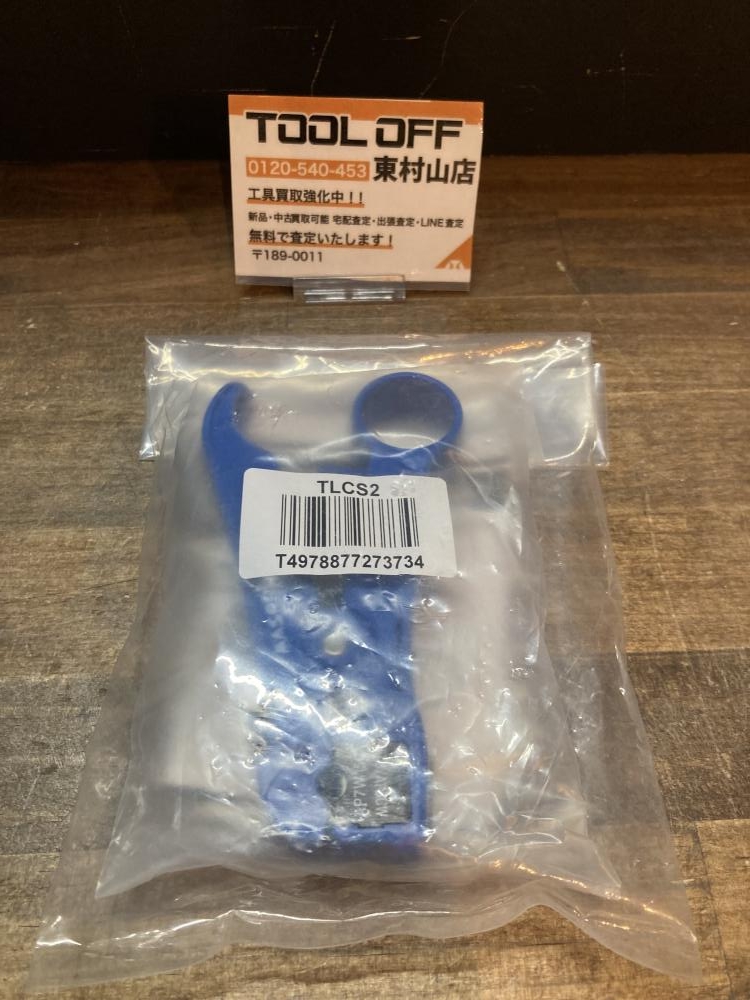 TOOL OFF
0120-540-453 東村山店
工具買取強化中!!
新品・中古買取可能 宅配査定・出張査定・LINE査定
無料で査定いたします!
〒189-0011
TLCS2
T4978877273734